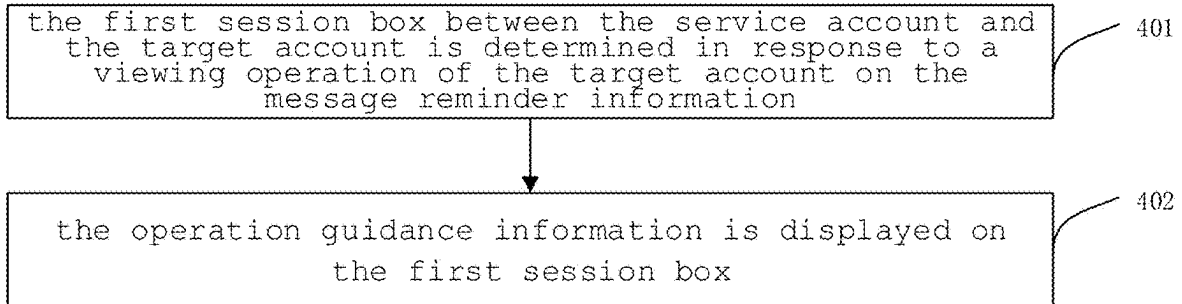 the first session box between the service account and
the target account is determined in response to a
viewing operation of the target account on the
message reminder information
401
the operation guidance information is displayed on
the first session box
402